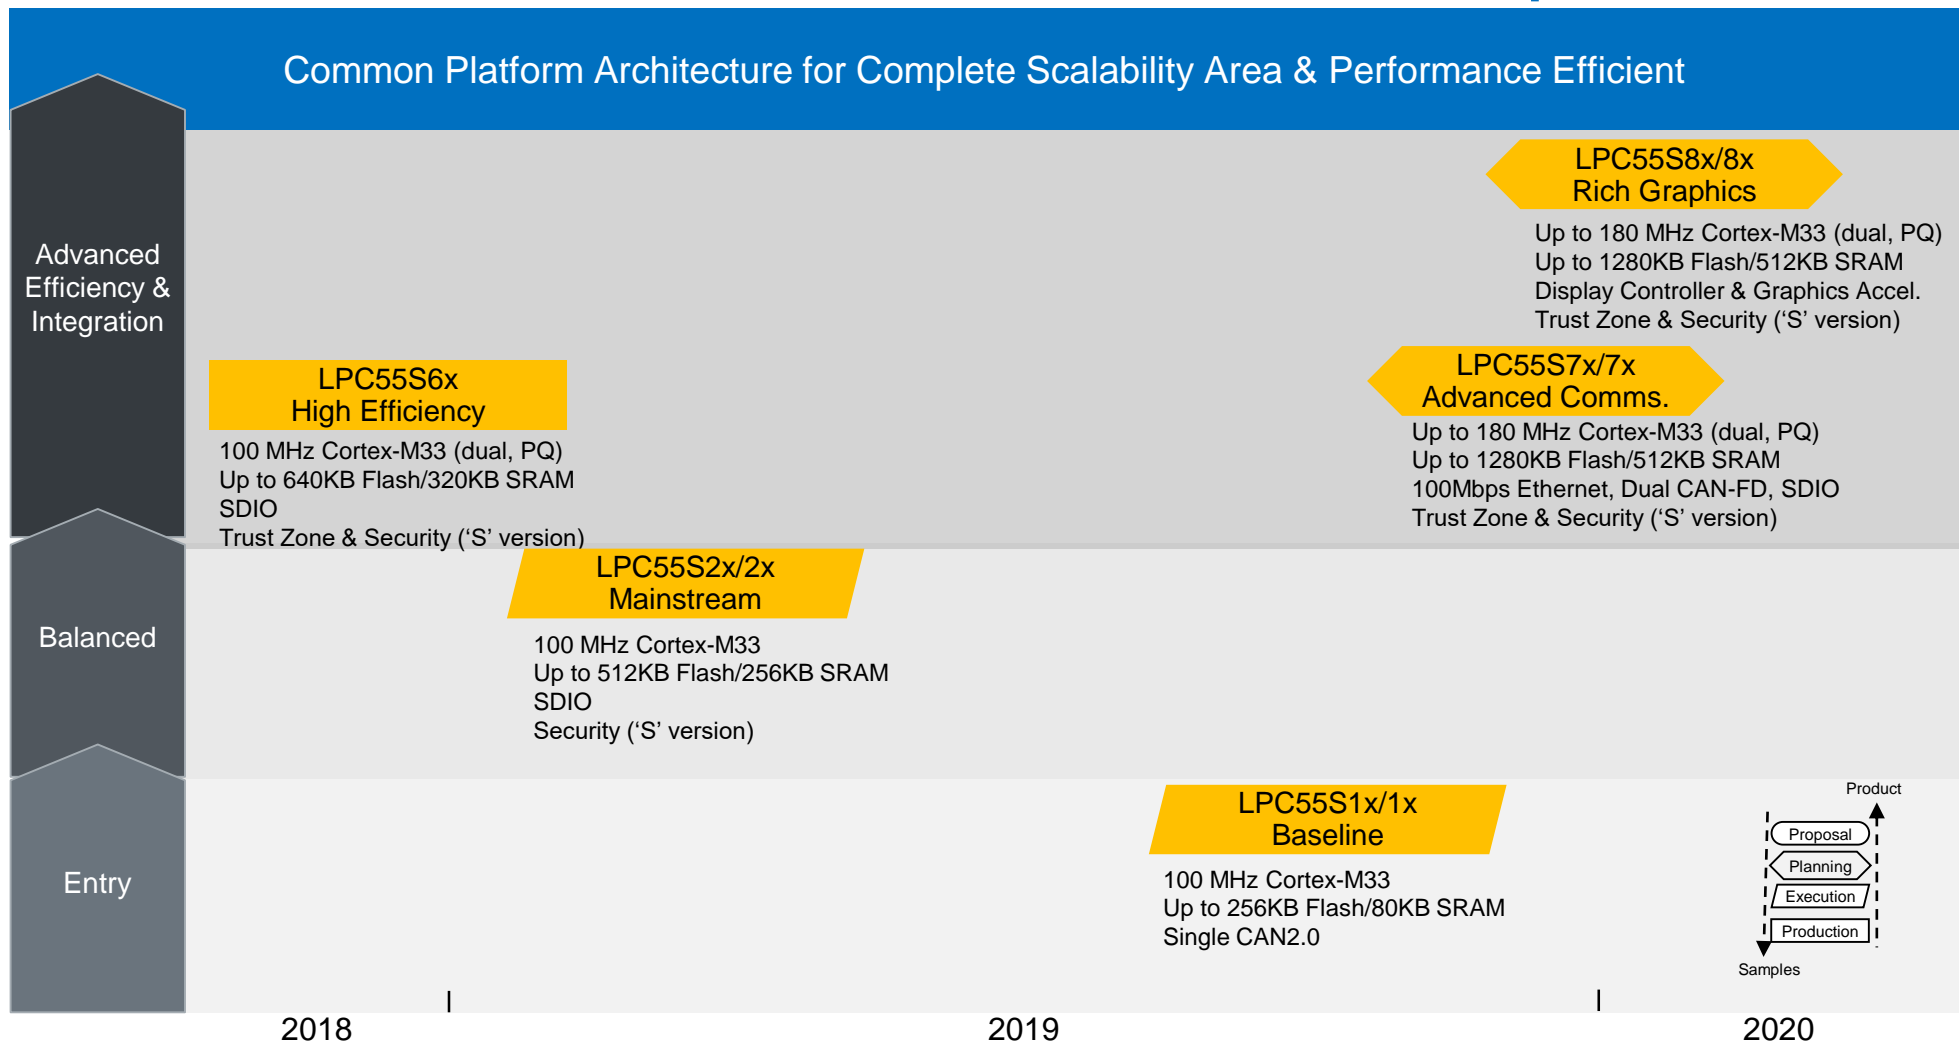 Common Platform Architecture for Complete Scalability Area & Performance Efficient
Advanced
Efficiency &
Integration
LPC55S8x/8x
Rich Graphics
Up to 180 MHz Cortex-M33 (dual, PQ)
Up to 1280KB Flash/512KB SRAM
Display Controller & Graphics Accel.
Trust Zone & Security (‘S’ version)
LPC55S6x
High Efficiency
100 MHz Cortex-M33 (dual, PQ)
Up to 640KB Flash/320KB SRAM
SDIO
Trust Zone & Security (‘S’ version)
LPC55S7x/7x
Advanced Comms.
Up to 180 MHz Cortex-M33 (dual, PQ)
Up to 1280KB Flash/512KB SRAM
100Mbps Ethernet, Dual CAN-FD, SDIO
Trust Zone & Security (‘S’ version)
Balanced
LPC55S2x/2x
Mainstream
100 MHz Cortex-M33
Up to 512KB Flash/256KB SRAM
SDIO
Security (‘S’ version)
Entry
LPC55S1x/1x
Baseline
100 MHz Cortex-M33
Up to 256KB Flash/80KB SRAM
Single CAN2.0
Product
Proposal
Planning
Execution
Production
Samples
2018
2019
2020